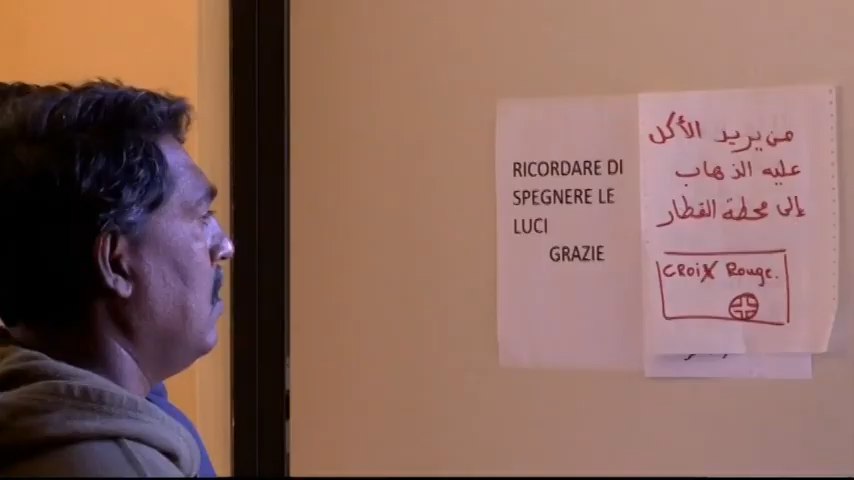 RICORDARE DI
SPEGNERE LE
LUCI
GRAZIE
من يريد الأكل
عليه الذهاب
إلى محطة القطار
CROiX Rouge.